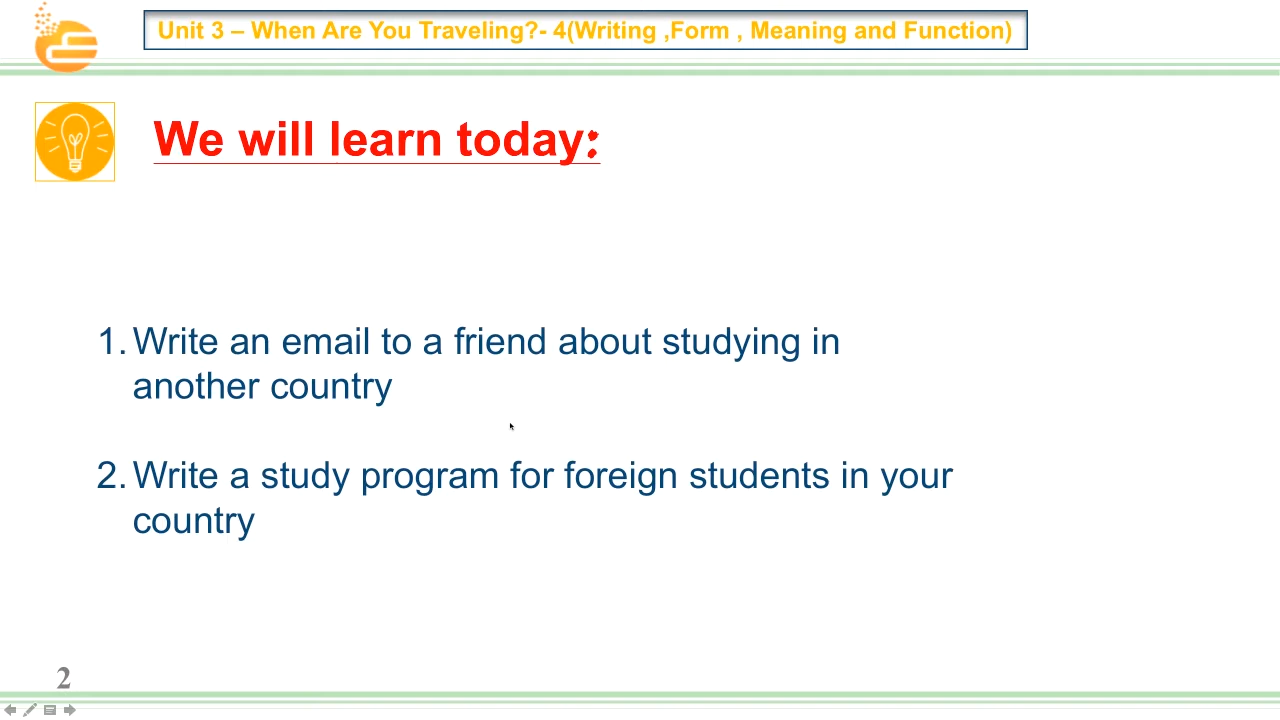 Unit 3 – When Are You Traveling?- 4(Writing ,Form , Meaning and Function)
We will learn today:
1. Write an email to a friend about studying in
another country
2. Write a study program for foreign students in your
country
2